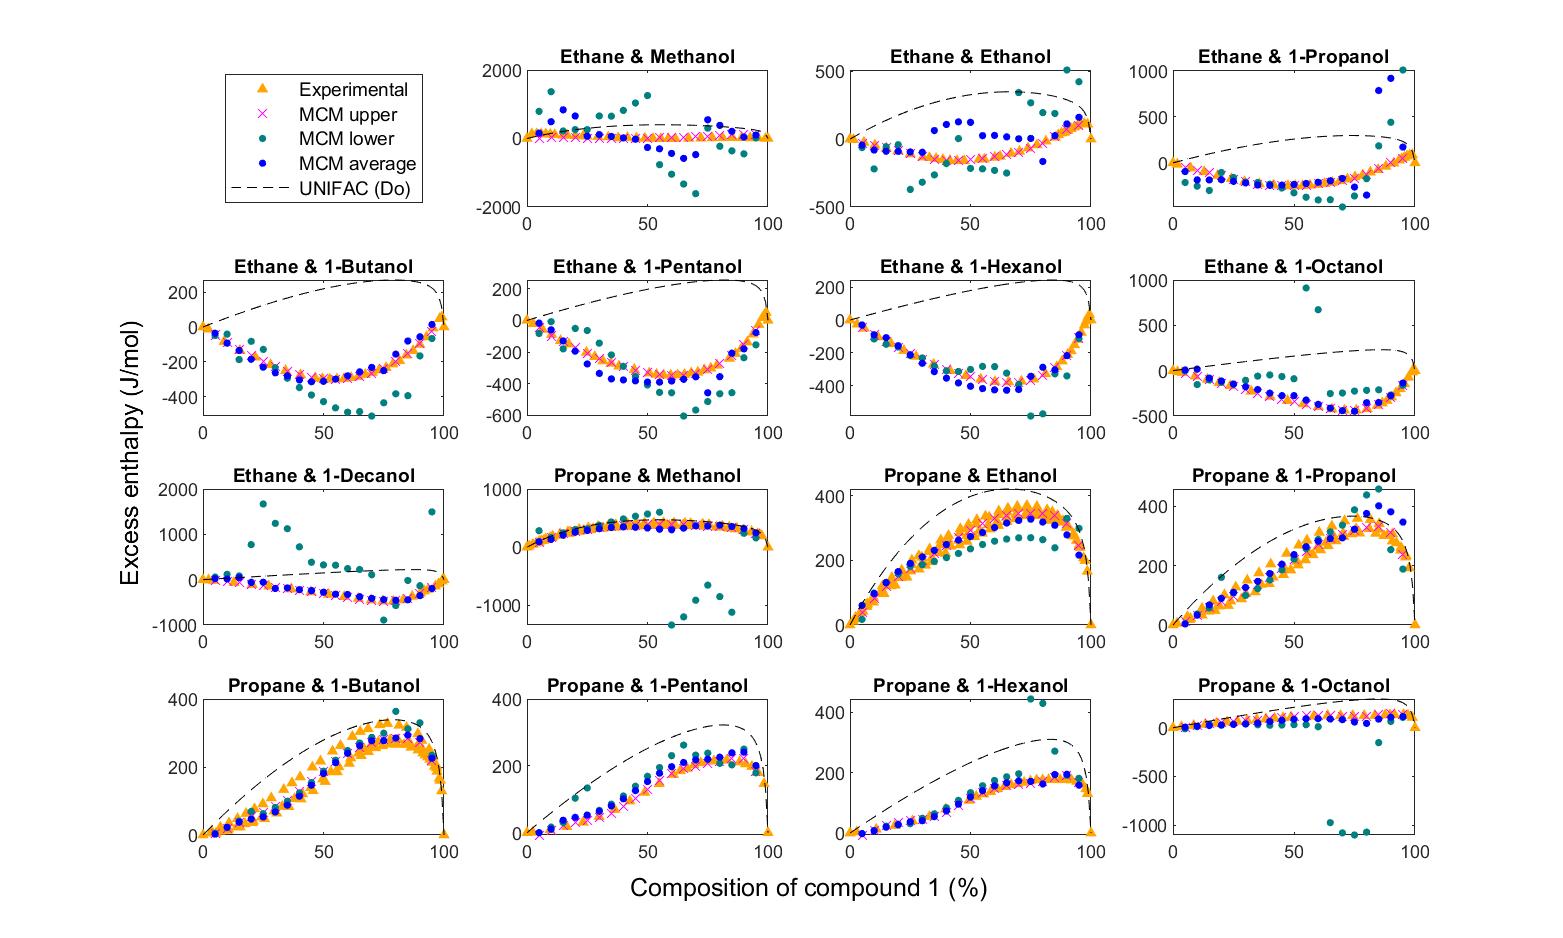 Experimental
MCM upper
MCM lower
MCM average
UNIFAC (Do)
Ethane & Methanol
2000
0
-2000
0 50 100
Ethane & Ethanol
500
0
-500
0 50 100
Ethane & 1-Propanol
1000
500
0
0 50 100
Ethane & 1-Butanol
200
0
-200
-400
0 50 100
Ethane & 1-Pentanol
200
0
-200
-400
-600
0 50 100
Ethane & 1-Hexanol
200
0
-200
-400
0 50 100
Ethane & 1-Octanol
1000
500
0
-500
0 50 100
Ethane & 1-Decanol
2000
1000
0
-1000
0 50 100
Propane & Methanol
1000
0
-1000
0 50 100
Propane & Ethanol
400
200
0
0 50 100
Propane & 1-Propanol
400
200
0
0 50 100
Propane & 1-Butanol
400
200
0
0 50 100
Propane & 1-Pentanol
400
200
0
0 50 100
Propane & 1-Hexanol
400
200
0
0 50 100
Propane & 1-Octanol
0
-500
-1000
0 50 100
Excess enthalpy (J/mol)
Composition of compound 1 (%)